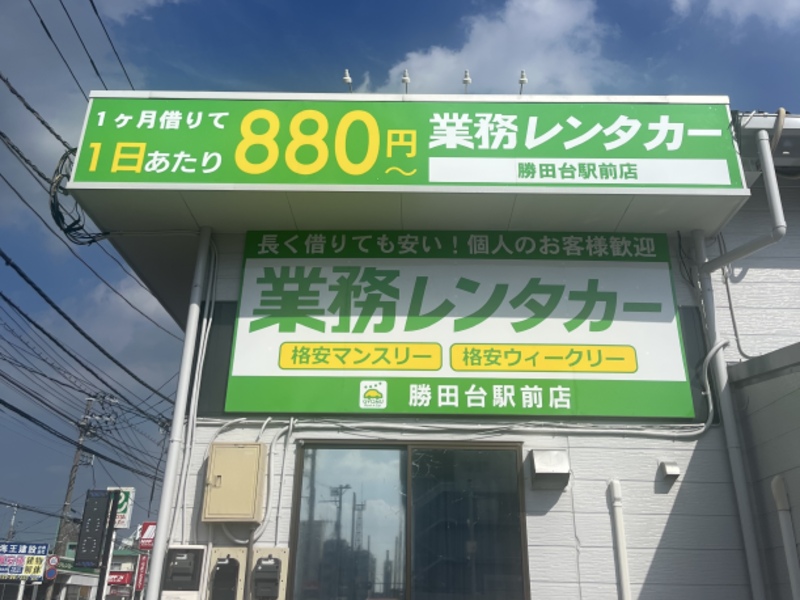 1ヶ月借りて
1日あたり
880円～
業務レンタカー
勝田台駅前店
長く借りても安い！個人のお客様歓迎
業務レンタカー
格安マンスリー
格安ウィークリー
勝田台駅前店